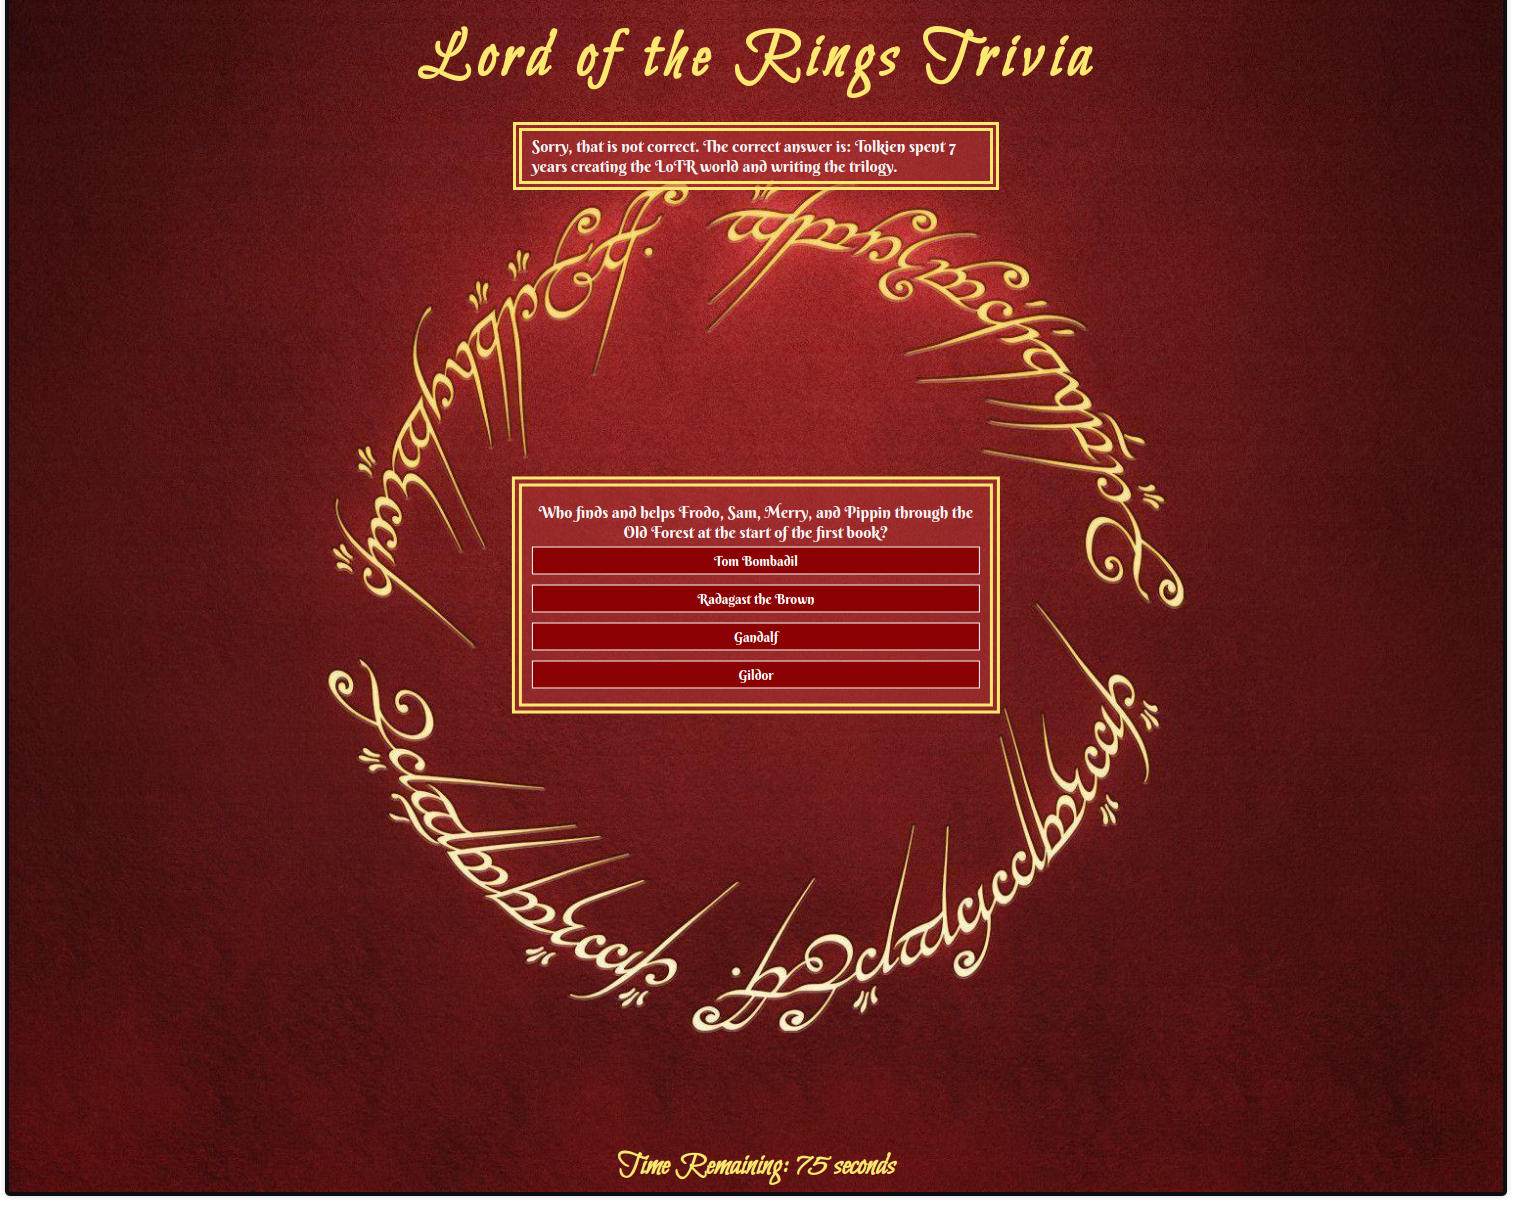 Lord of the Rings Trivia
Sorry, that is not correct. The correct answer is: Tolkien spent 7
years creating the LoTR world and writing the trilogy.
Who finds and helps Frodo, Sam, Merry, and Pippin through the
Old Forest at the start of the first book?
Tom Bombadil
Radagast the Brown
Gandalf
Gildor
Time Remaining: 75 seconds